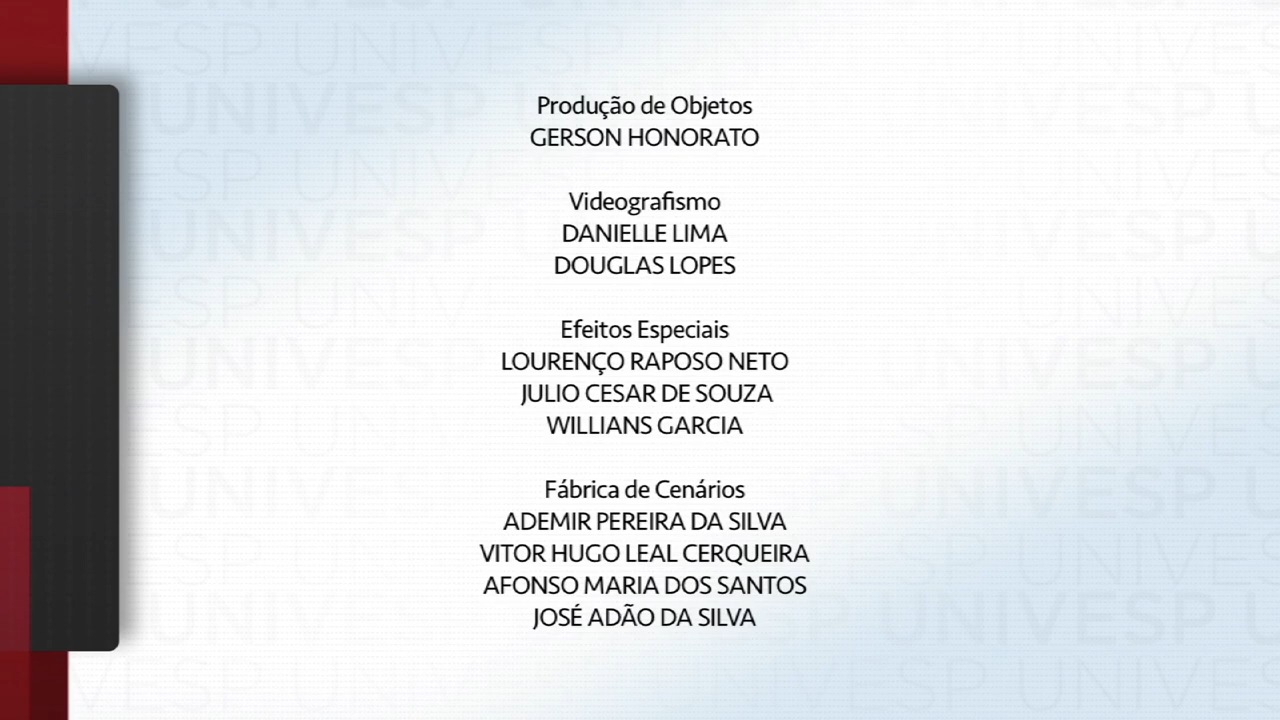 Produção de Objetos
GERSON HONORATO
Videografismo
DANIELLE LIMA
DOUGLAS LOPES
Efeitos Especiais
LOURENÇO RAPOSO NETO
JULIO CESAR DE SOUZA
WILLIANS GARCIA
Fábrica de Cenários
ADEMIR PEREIRA DA SILVA
VITOR HUGO LEAL CERQUEIRA
AFONSO MARIA DOS SANTOS
JOSÉ ADÃO DA SILVA